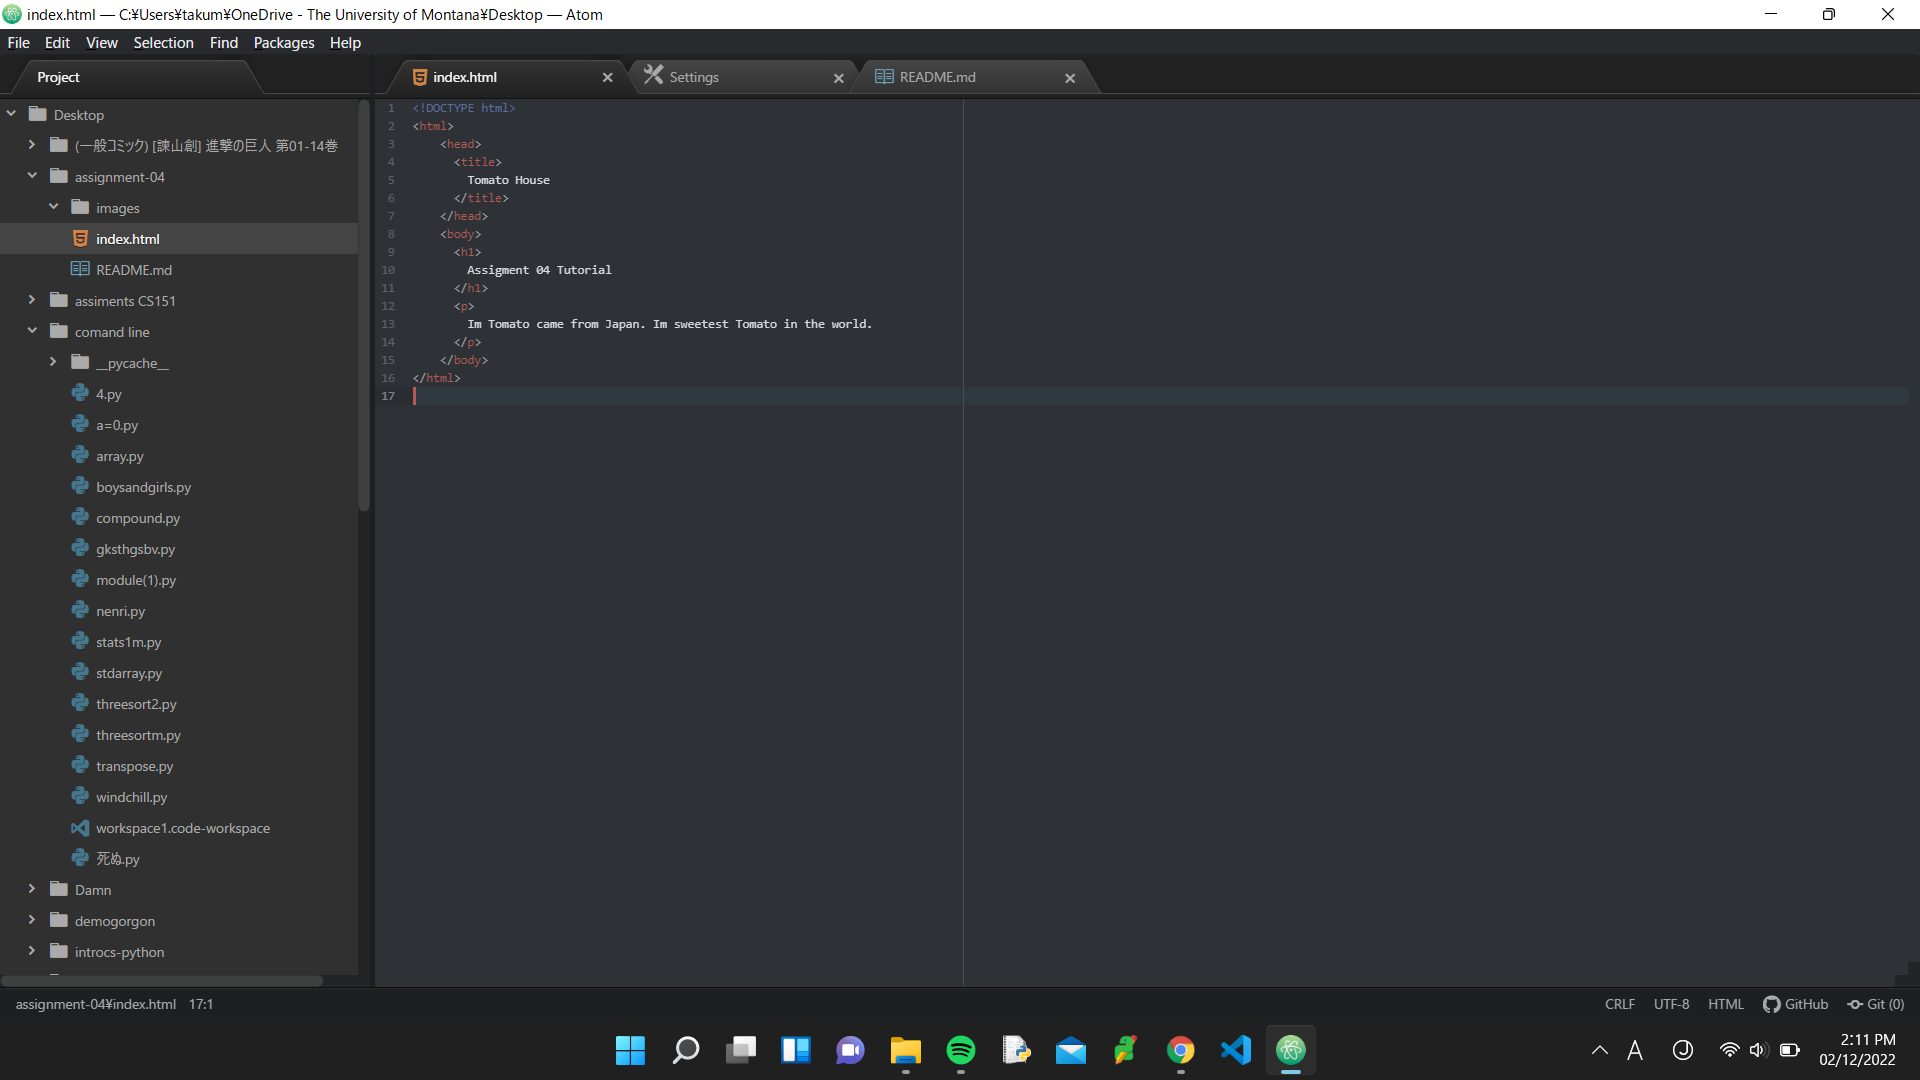 index.html — C:¥Users¥takum¥OneDrive - The University of Montana¥Desktop — Atom
File Edit View Selection Find Packages Help
Project
index.html
Settings
README.md
Desktop
(一般コミック) [諫山創] 進撃の巨人 第01-14巻
assignment-04
images
index.html
README.md
assiments CS151
comand line
__pycache__
4.py
a=0.py
array.py
boysandgirls.py
compound.py
gksthgsbv.py
module(1).py
nenri.py
stats1m.py
stdarray.py
threesort2.py
threesortm.py
transpose.py
windchill.py
workspace1.code-workspace
死ぬ.py
Damn
demogorgon
introcs-python
1 <!DOCTYPE html>
2 <html>
3 <head>
4 <title>
5 Tomato House
6 </title>
7 </head>
8 <body>
9 <h1>
10 Assigment 04 Tutorial
11 </h1>
12 <p>
13 Im Tomato came from Japan. Im sweetest Tomato in the world.
14 </p>
15 </body>
16 </html>
17
assignment-04¥index.html 17:1
CRLF UTF-8 HTML GitHub Git (0)
A
J
2:11 PM
02/12/2022